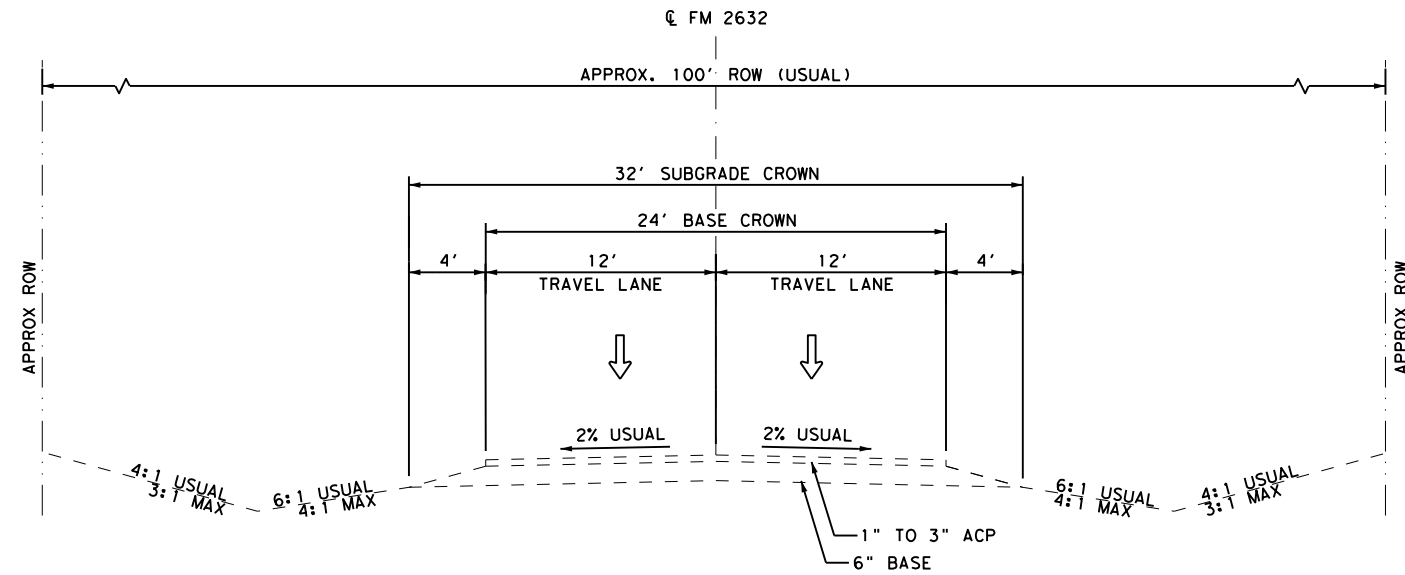 ℄ FM 2632
APPROX. 100' ROW (USUAL)
32' SUBGRADE CROWN
24' BASE CROWN
4'
12'
12'
4'
TRAVEL LANE
TRAVEL LANE
APPROX ROW
APPROX ROW
2% USUAL
2% USUAL
4:1 USUAL
3:1 MAX
6:1 USUAL
4:1 MAX
6:1 USUAL
4:1 MAX
4:1 USUAL
3:1 MAX
1" TO 3" ACP
6" BASE